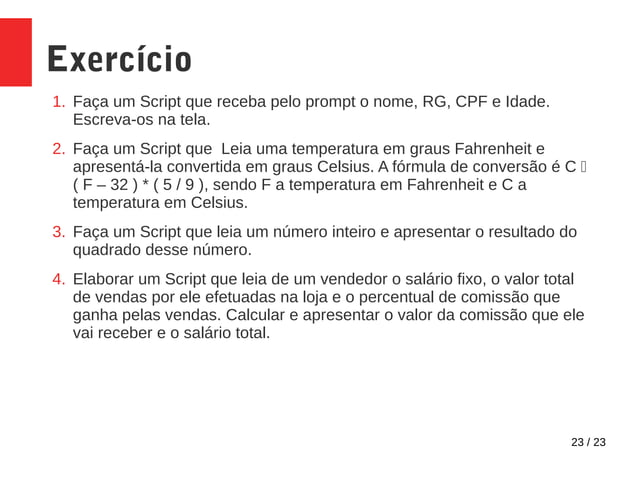 Exercício
1. Faça um Script que receba pelo prompt o nome, RG, CPF e Idade.
Escreva-os na tela.
2. Faça um Script que  Leia uma temperatura em graus Fahrenheit e
apresentá-la convertida em graus Celsius. A fórmula de conversão é C 
( F – 32 ) * ( 5 / 9 ), sendo F a temperatura em Fahrenheit e C a
temperatura em Celsius.
3. Faça um Script que leia um número inteiro e apresentar o resultado do
quadrado desse número.
4. Elaborar um Script que leia de um vendedor o salário fixo, o valor total
de vendas por ele efetuadas na loja e o percentual de comissão que
ganha pelas vendas. Calcular e apresentar o valor da comissão que ele
vai receber e o salário total.
23 / 23